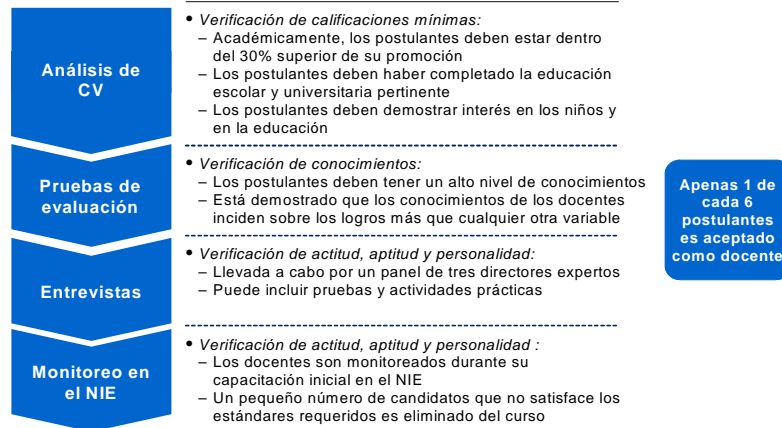 Análisis de
CV
• Verificación de calificaciones mínimas:
– Académicamente, los postulantes deben estar dentro
del 30% superior de su promoción
– Los postulantes deben haber completado la educación
escolar y universitaria pertinente
– Los postulantes deben demostrar interés en los niños y
en la educación
Pruebas de
evaluación
• Verificación de conocimientos:
– Los postulantes deben tener un alto nivel de conocimientos
– Está demostrado que los conocimientos de los docentes
inciden sobre los logros más que cualquier otra variable
Entrevistas
• Verificación de actitud, aptitud y personalidad:
– Llevada a cabo por un panel de tres directores expertos
– Puede incluir pruebas y actividades prácticas
Monitoreo en
el NIE
• Verificación de actitud, aptitud y personalidad :
– Los docentes son monitoreados durante su
capacitación inicial en el NIE
– Un pequeño número de candidatos que no satisface los
estándares requeridos es eliminado del curso
Apenas 1 de
cada 6
postulantes
es aceptado
como docente